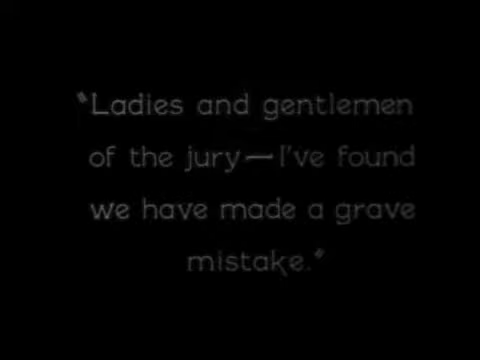 "Ladies and gentlemen
of the jury—I've found
we have made a grave
mistake."